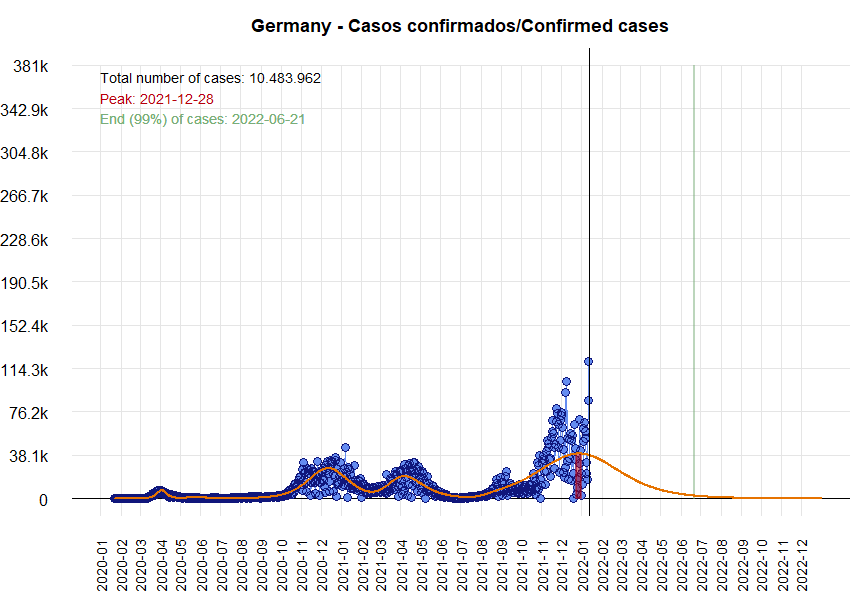 Germany - Casos confirmados/Confirmed cases
381k
342.9k
304.8k
266.7k
228.6k
190.5k
152.4k
114.3k
76.2k
38.1k
0
Total number of cases: 10.483.962
Peak: 2021-12-28
End (99%) of cases: 2022-06-21
2020-01
2020-02
2020-03
2020-04
2020-05
2020-06
2020-07
2020-08
2020-09
2020-10
2020-11
2020-12
2021-01
2021-02
2021-03
2021-04
2021-05
2021-06
2021-07
2021-08
2021-09
2021-10
2021-11
2021-12
2022-01
2022-02
2022-03
2022-04
2022-05
2022-06
2022-07
2022-08
2022-09
2022-10
2022-11
2022-12